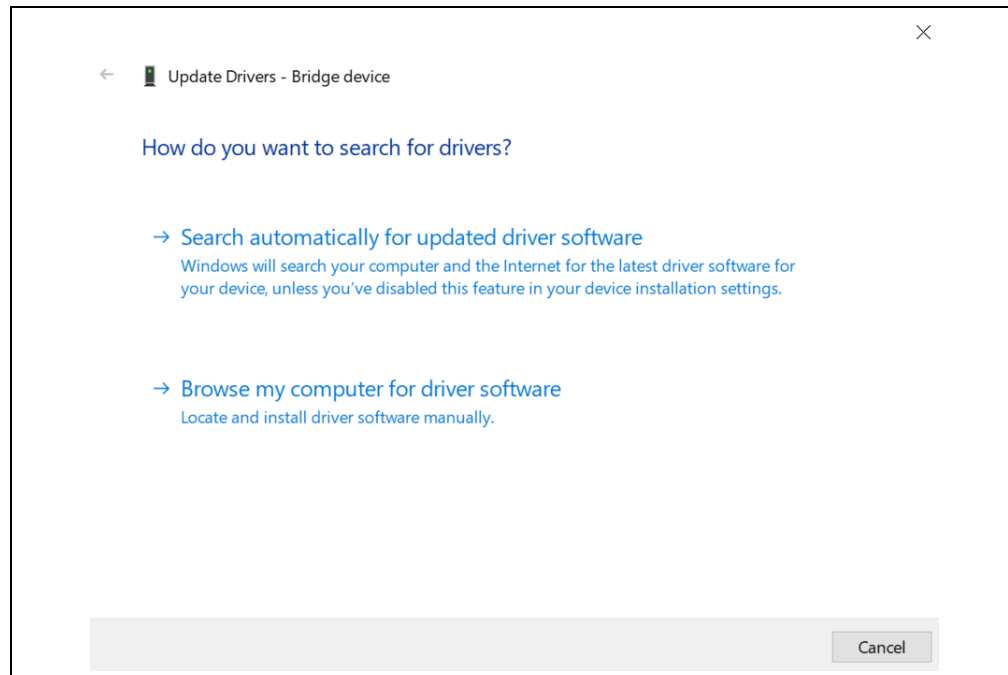 Update Drivers - Bridge device
How do you want to search for drivers?
Search automatically for updated driver software
Windows will search your computer and the Internet for the latest driver software for
your device, unless you've disabled this feature in your device installation settings.
Browse my computer for driver software
Locate and install driver software manually.
Cancel